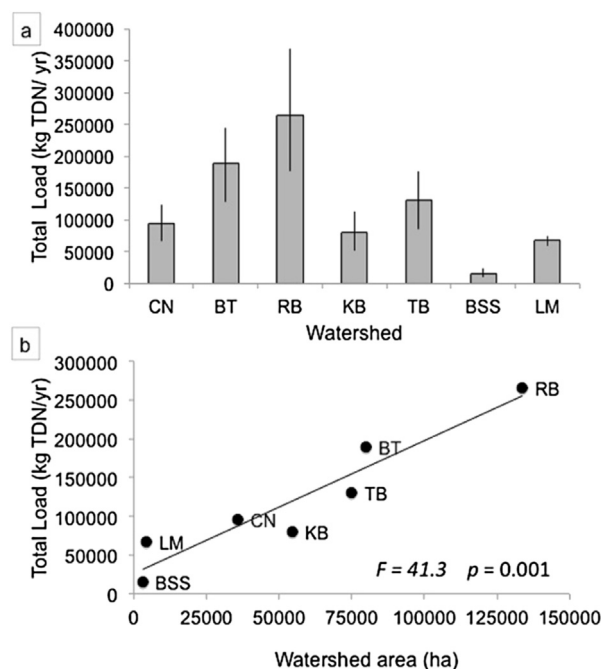 a
Total Load (kg TDN/ yr)
400000
350000
300000
250000
200000
150000
100000
50000
0
CN BT RB KB TB BSS LM
Watershed
b
Total Load (kg TDN/yr)
300000
250000
200000
150000
100000
50000
0
RB
BT
TB
CN
KB
LM
BSS
F = 41.3 p = 0.001
0 25000 50000 75000 100000 125000 150000
Watershed area (ha)